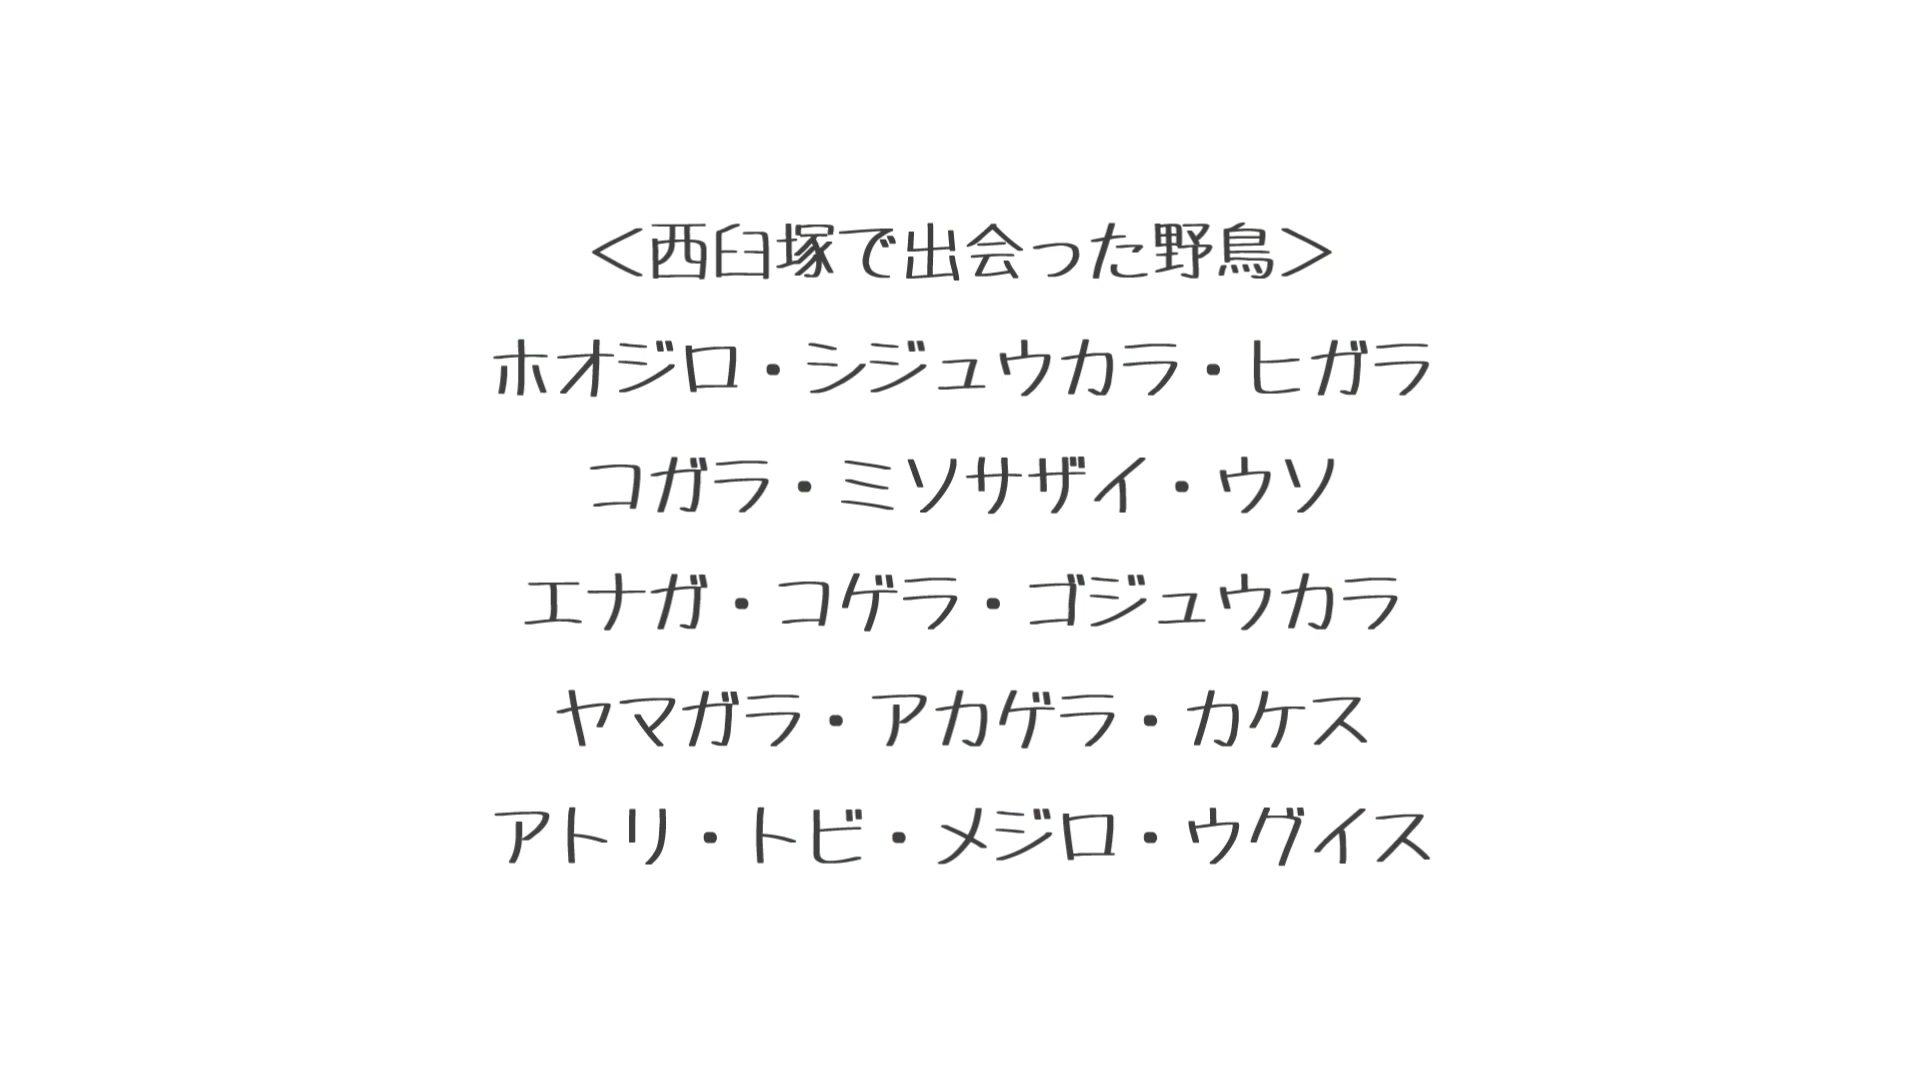 ＜西臼塚で出会った野鳥＞
ホオジロ・シジュウカラ・ヒガラ
コガラ・ミソサザイ・ウソ
エナガ・コゲラ・ゴジュウカラ
ヤマガラ・アカゲラ・カケス
アトリ・トビ・メジロ・ウグイス